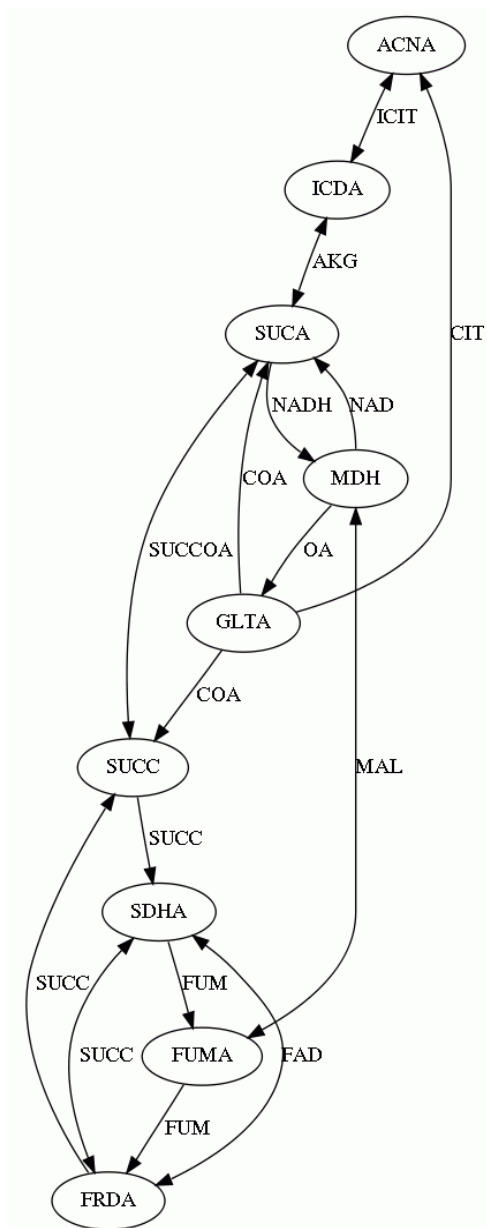 ACNA
ICIT
ICDA
AKG
CIT
SUCA
NADH
NAD
COA
MDH
SUCCOA
OA
GLTA
COA
SUCC
MAL
SUCC
SDHA
SUCC
FUM
SUCC
FUMA
FAD
FUM
FRDA